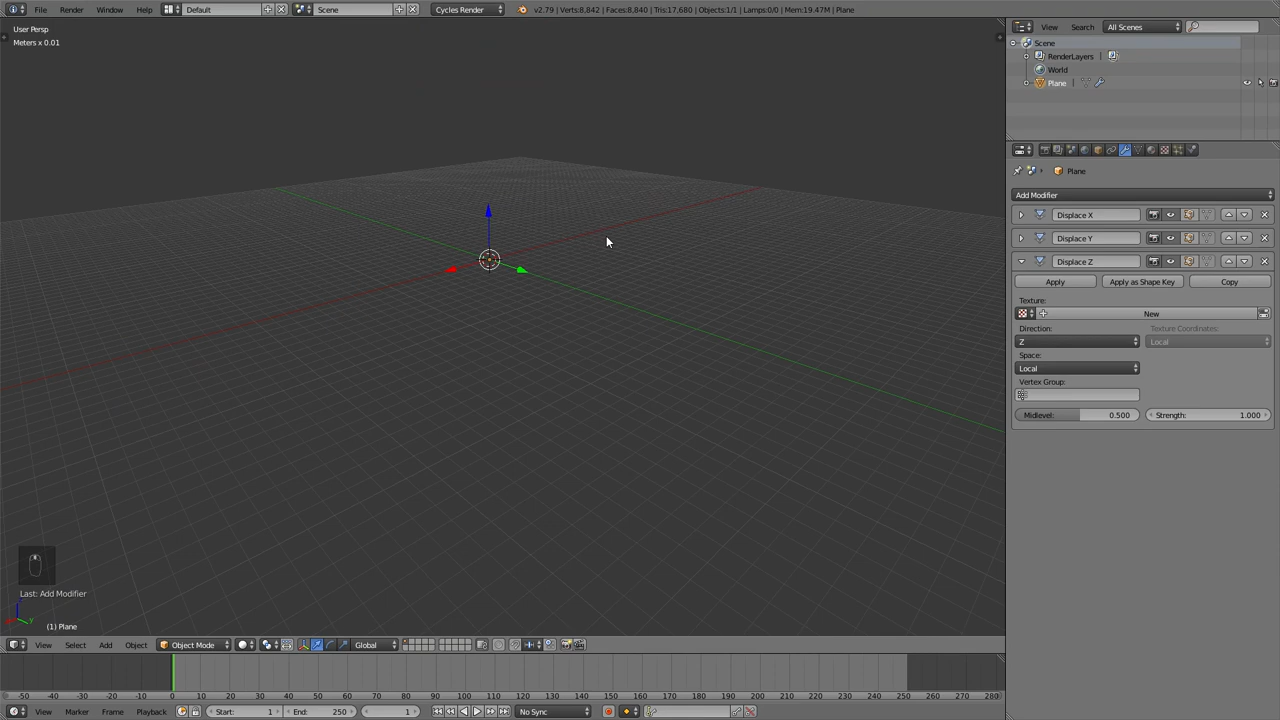 File Render Window Help Default Scene Cycles Render v2.79 | Verts:8,842 | Faces:8,840 | Tris:17,680 | Objects:1/1 | Lamps:0/0 | Mem:19.47M | Plane
User Persp
Meters x 0.01
View Search All Scenes
Scene
RenderLayers
World
Plane
Plane
Add Modifier
Displace X
Displace Y
Displace Z
Apply Apply as Shape Key Copy
Texture:
New
Direction: Texture Coordinates:
Z Local
Space:
Local
Vertex Group:
Midlevel: 0.500 Strength: 1.000
Last: Add Modifier
(1) Plane
View Select Add Object Object Mode Global
-50 -40 -30 -20 -10 0 10 20 30 40 50 60 70 80 90 100 110 120 130 140 150 160 170 180 190 200 210 220 230 240 250 260 270 280
View Marker Frame Playback Start: 1 End: 250 1 No Sync